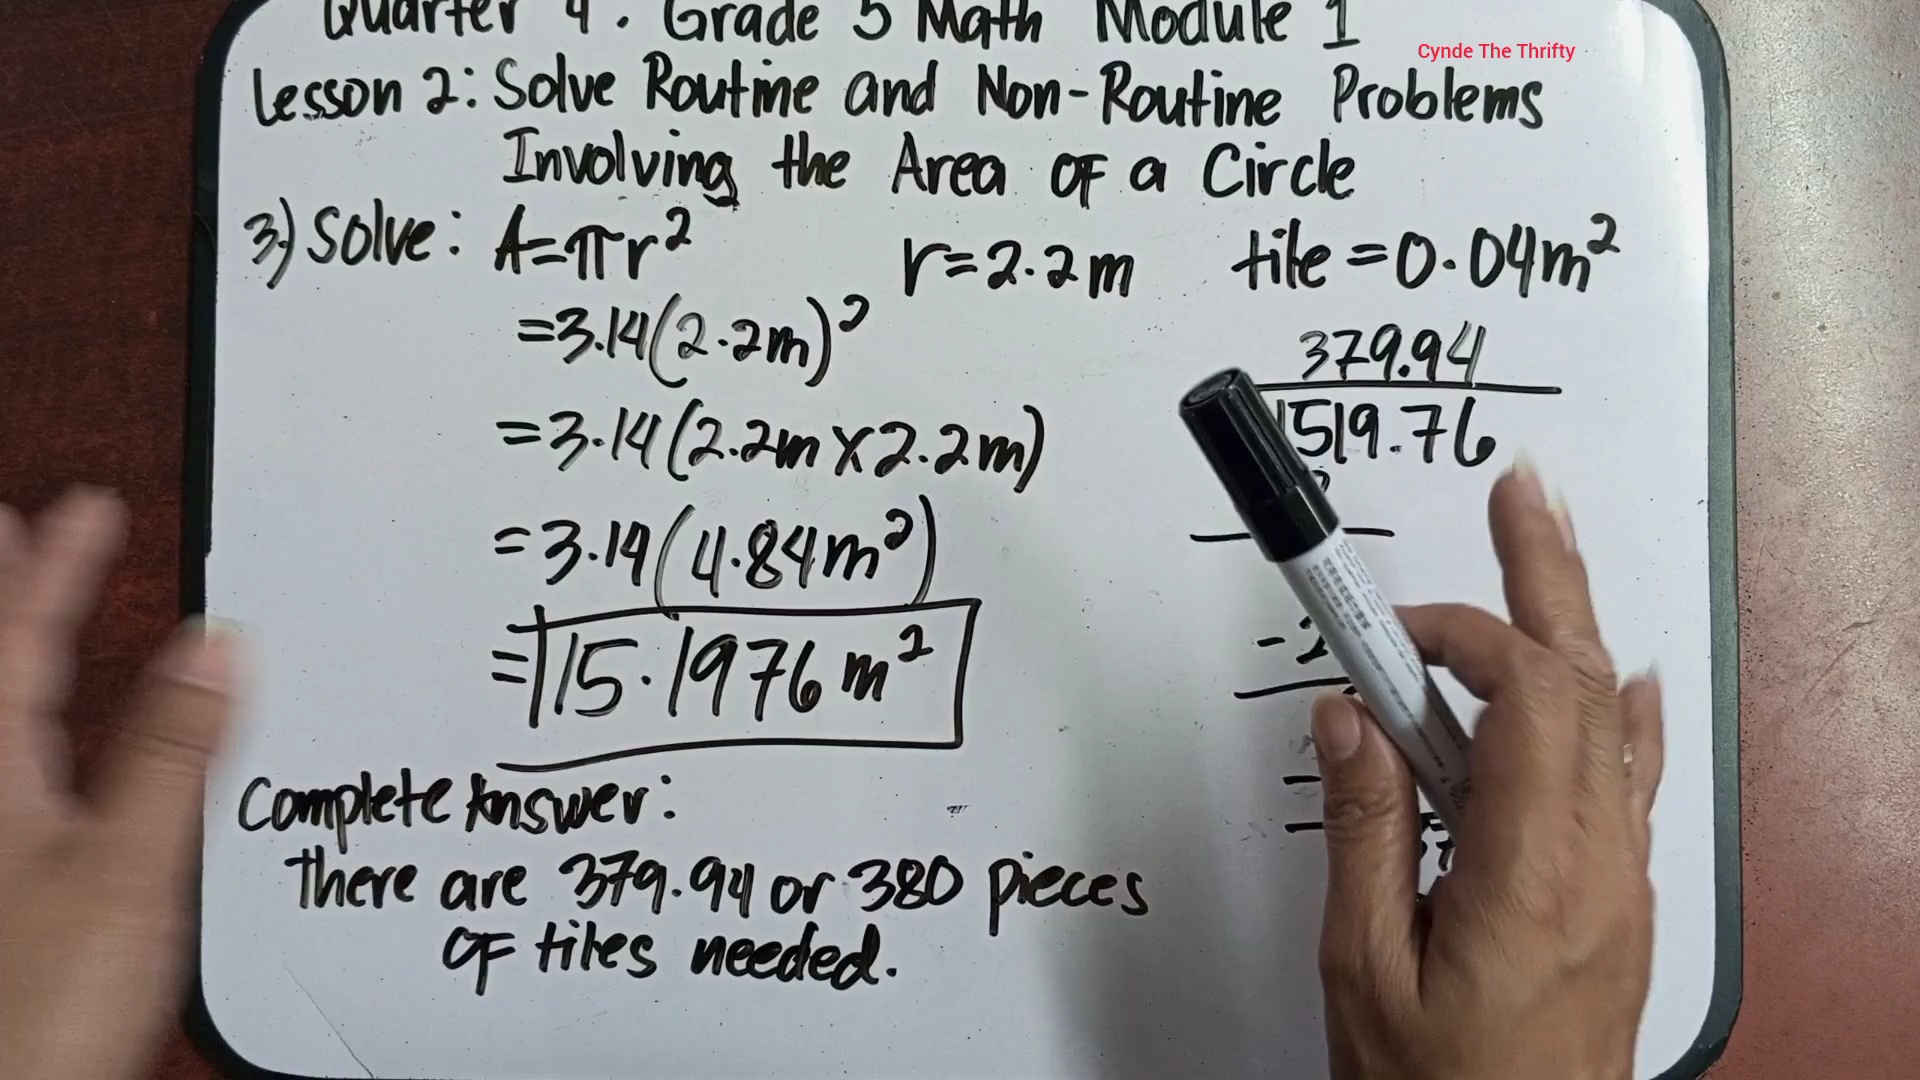 Quarter 4. Grade 5 Math Module 1
Cynde The Thrifty
Lesson 2: Solve Routine and Non-Routine Problems
Involving the Area of a Circle
3.) Solve: A=πr² r=2.2m tile=0.04m²
=3.14(2.2m)²
379.94
1519.76
=3.14(2.2m x 2.2m)
=3.14(4.84m²)
=15.1976 m²
Complete Answer:
There are 379.94 or 380 pieces
of tiles needed.